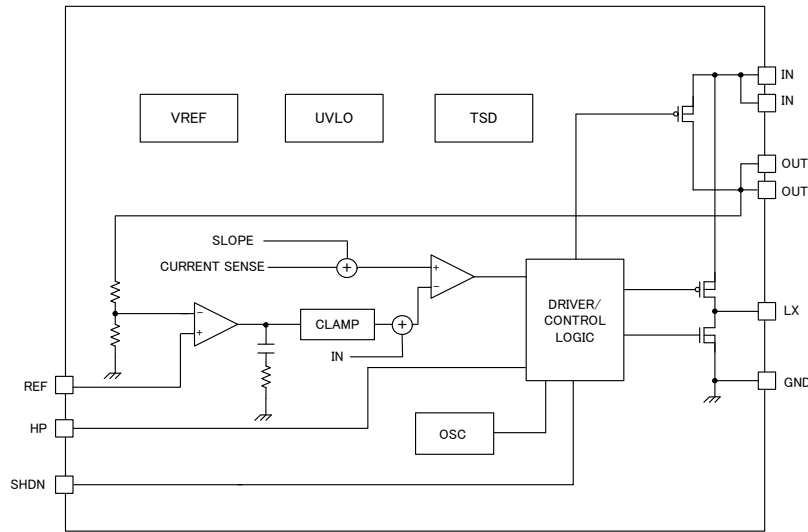 VREF
UVLO
TSD
IN
IN
OUT
OUT
SLOPE
CURRENT SENSE
+
+
−
DRIVER/
CONTROL
LOGIC
LX
−
+
CLAMP
+
IN
REF
GND
HP
OSC
SHDN